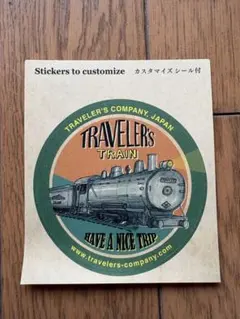 Stickers to customize カスタマイズ シール付
TRAVELER'S COMPANY, JAPAN
TRAVELER'S
TRAIN
HAVE A NICE TRIP
www.travelers-company.com